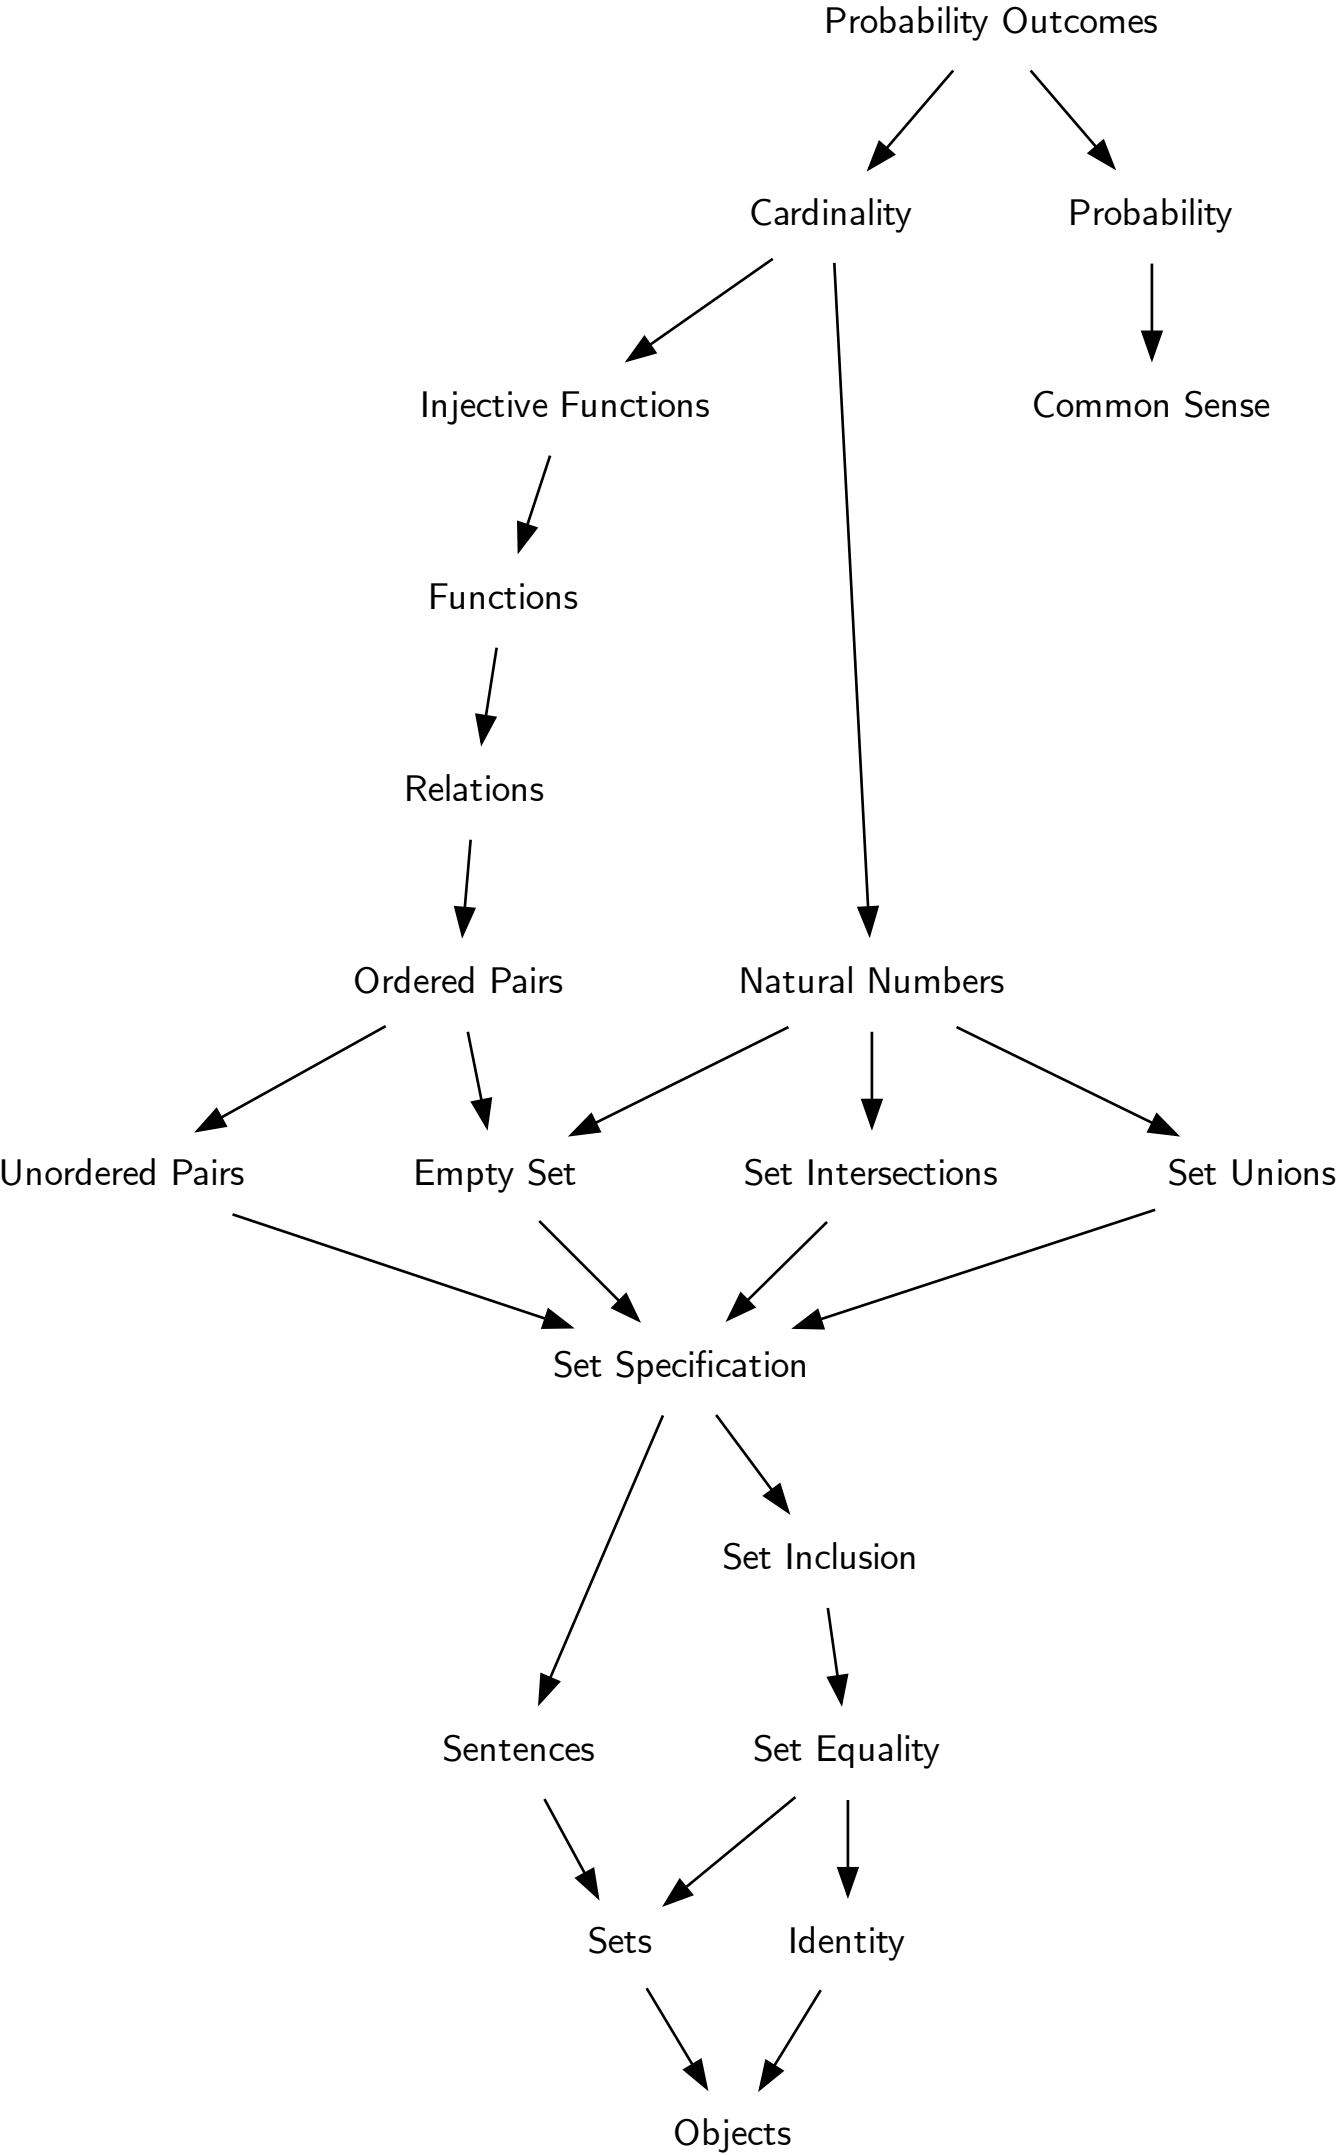 Probability Outcomes
Cardinality
Probability
Injective Functions
Common Sense
Functions
Relations
Ordered Pairs
Natural Numbers
Unordered Pairs
Empty Set
Set Intersections
Set Unions
Set Specification
Set Inclusion
Sentences
Set Equality
Sets
Identity
Objects